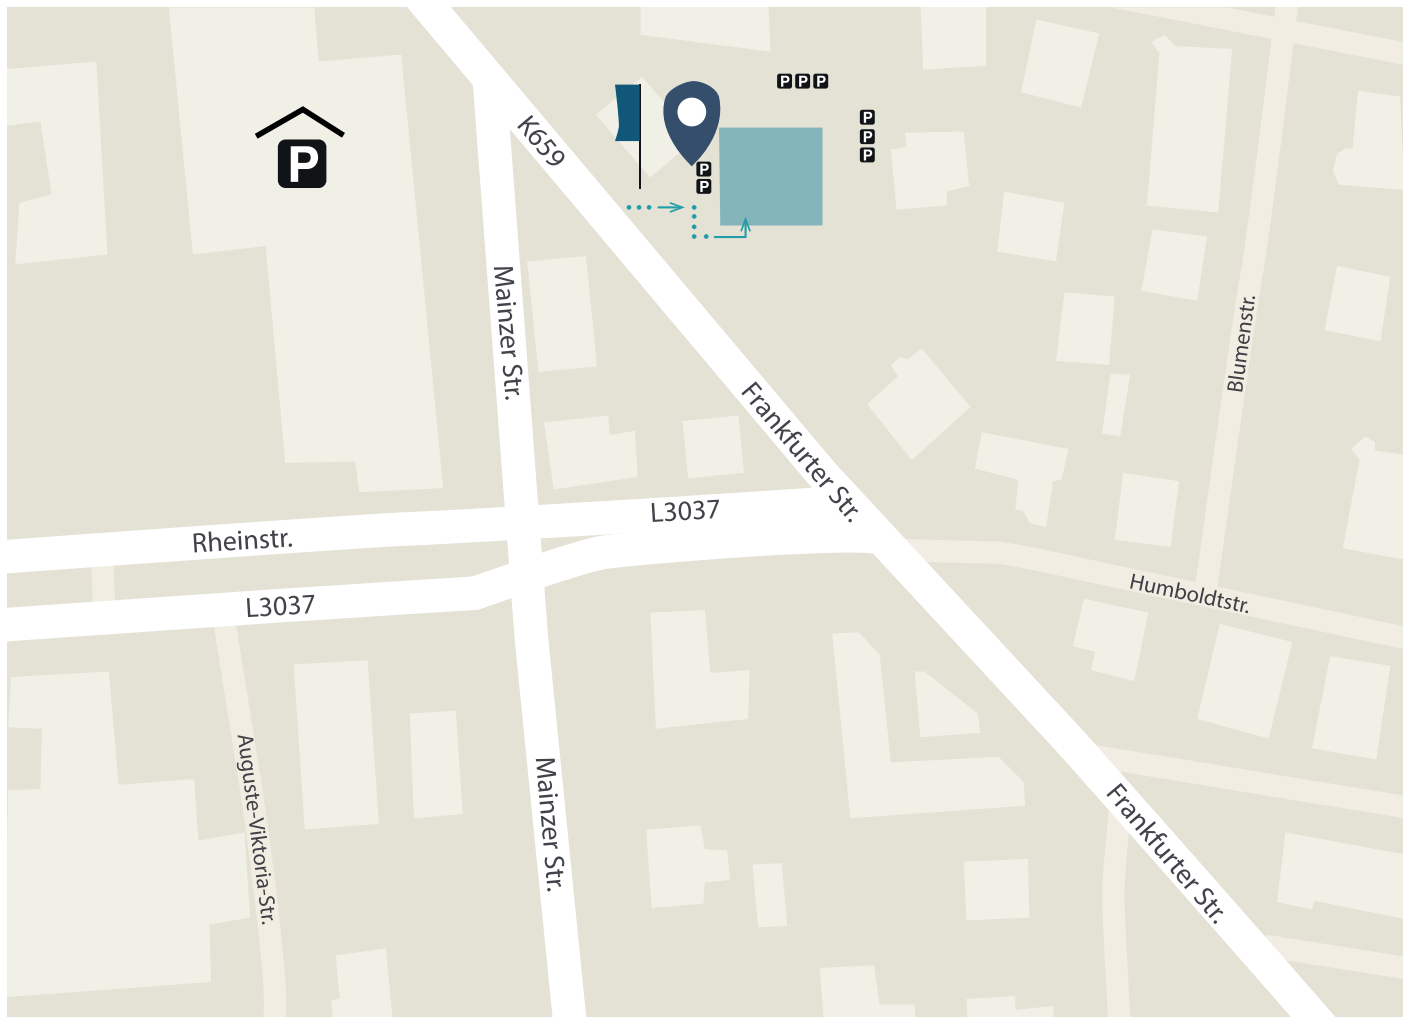 P P P
P
P
P
K659
P
P
P
Mainzer Str.
Blumenstr.
Frankfurter Str.
L3037
Rheinstr.
Humboldtstr.
L3037
Auguste-Viktoria-Str.
Mainzer Str.
Frankfurter Str.